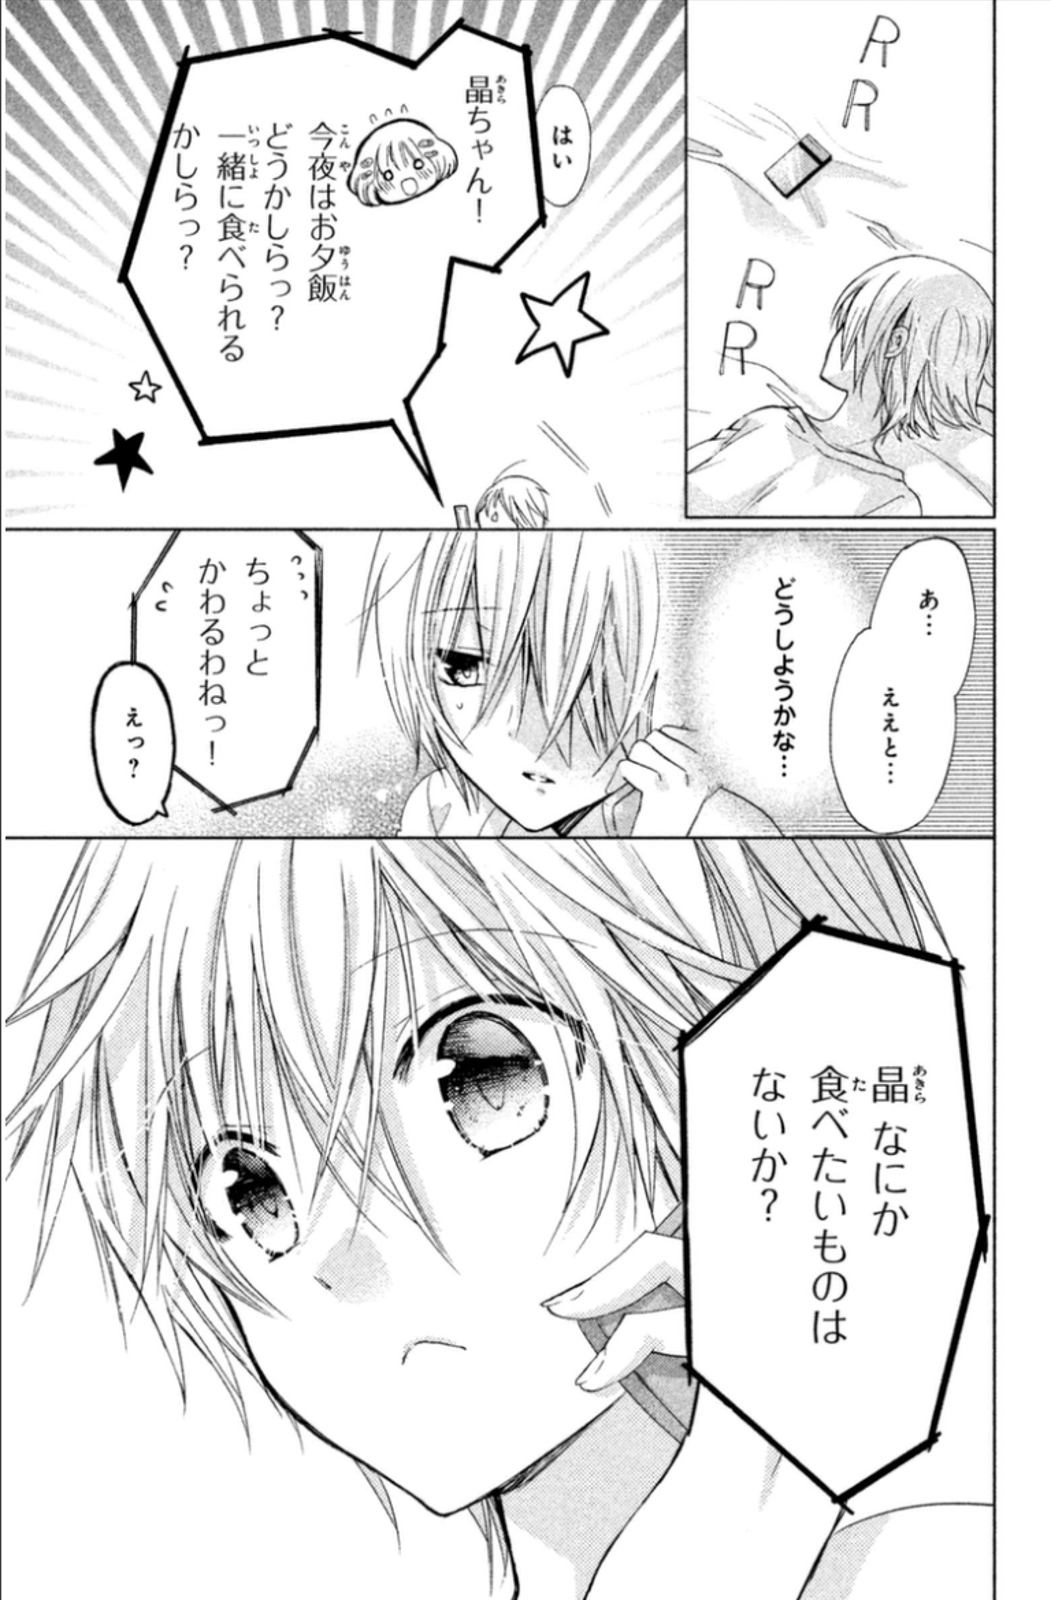 R
R
R
R
はい
晶ちゃん！
今夜はお夕飯
どうかしらっ？
一緒に食べられる
かしらっ？
あ…
ええと…
どうしようかな…
ちょっと
かわるわねっ！
えっ？
晶 なにか
食べたいものは
ないか？